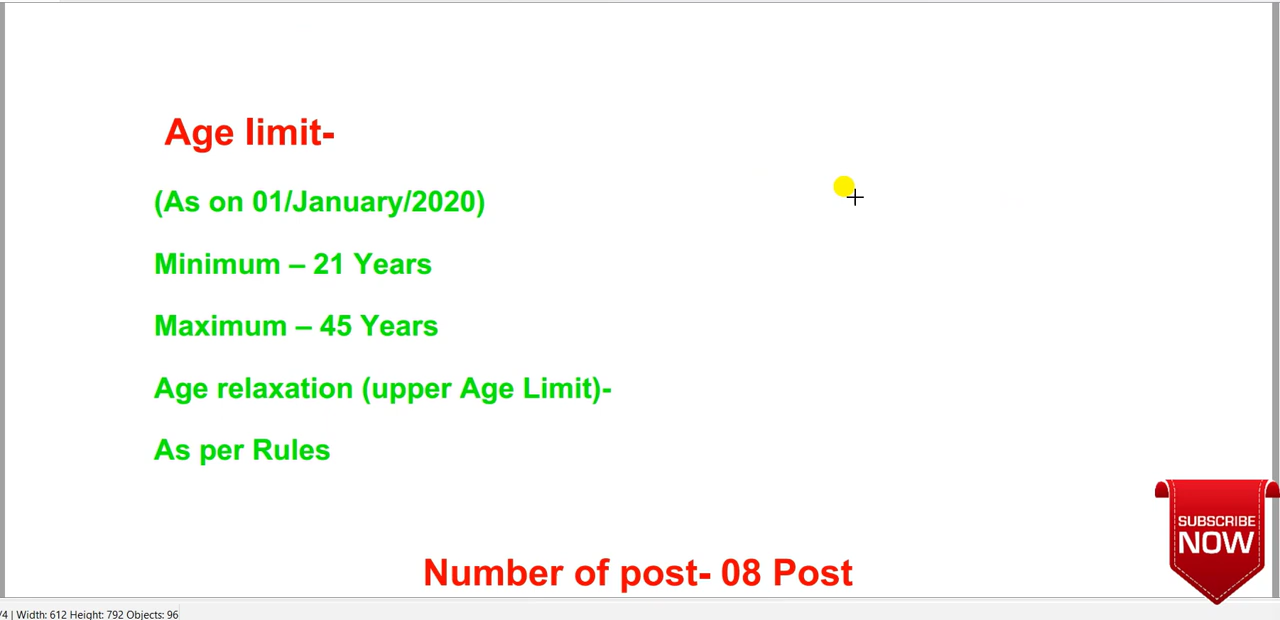 Age limit-
(As on 01/January/2020)
Minimum – 21 Years
Maximum – 45 Years
Age relaxation (upper Age Limit)-
As per Rules
Number of post- 08 Post
SUBSCRIBE
NOW
/4 | Width: 612 Height: 792 Objects: 96